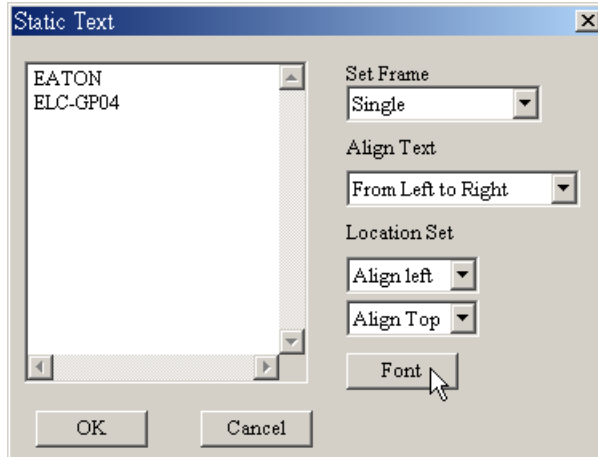 Static Text
EATON
ELC-GP04
Set Frame
Single
Align Text
From Left to Right
Location Set
Align left
Align Top
Font
OK
Cancel